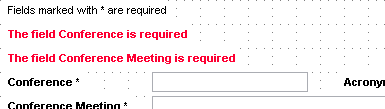 Fields marked with * are required
The field Conference is required
The field Conference Meeting is required
Conference * Acrony
Conference Meeting *